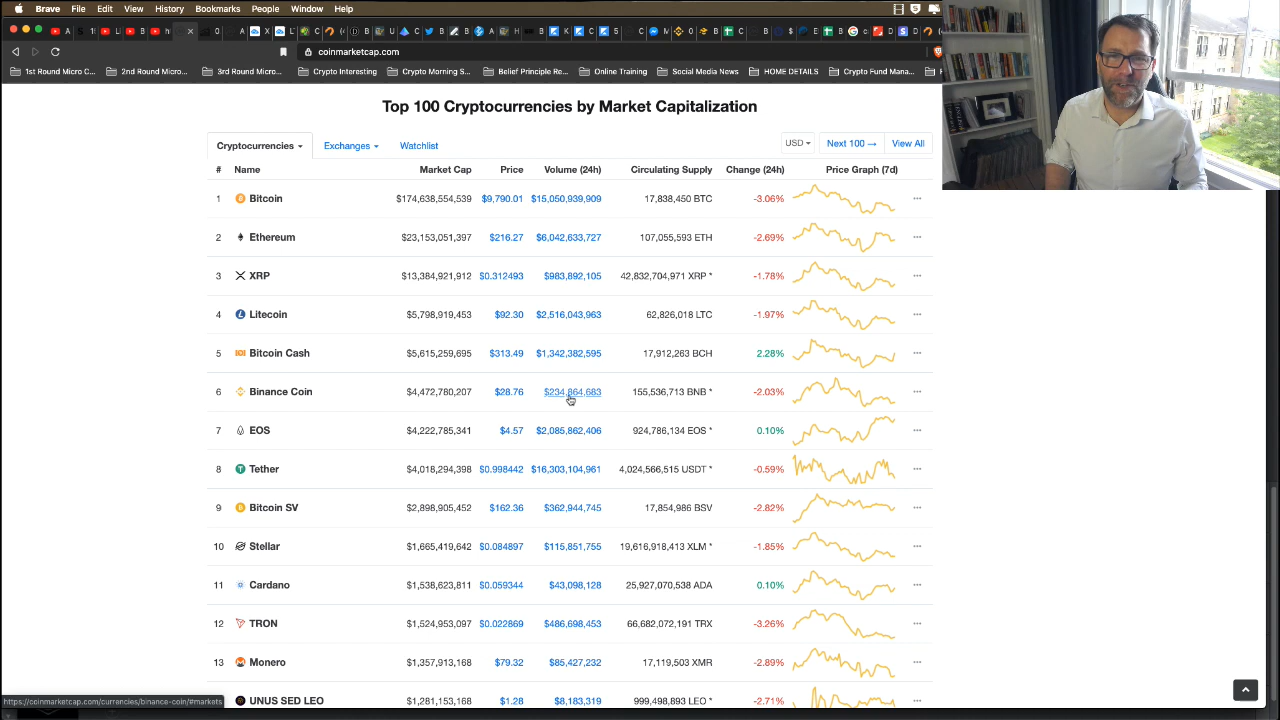 Brave File Edit View History Bookmarks People Window Help
coinmarketcap.com
1st Round Micro C... 2nd Round Micro... 3rd Round Micro... Crypto Interesting Crypto Morning S... Belief Principle Re... Online Training Social Media News HOME DETAILS Crypto Fund Mana...
Top 100 Cryptocurrencies by Market Capitalization
Cryptocurrencies Exchanges Watchlist USD Next 100 → View All
# Name Market Cap Price Volume (24h) Circulating Supply Change (24h) Price Graph (7d)
1 Bitcoin $174,638,554,539 $9,790.01 $15,050,939,909 17,838,450 BTC -3.06%
2 Ethereum $23,153,051,397 $216.27 $6,042,633,727 107,055,593 ETH -2.69%
3 XRP $13,384,921,912 $0.312493 $983,892,105 42,832,704,971 XRP * -1.78%
4 Litecoin $5,798,919,453 $92.30 $2,516,043,963 62,826,018 LTC -1.97%
5 Bitcoin Cash $5,615,259,695 $313.49 $1,342,382,595 17,912,263 BCH 2.28%
6 Binance Coin $4,472,780,207 $28.76 $234,864,683 155,536,713 BNB * -2.03%
7 EOS $4,222,785,341 $4.57 $2,085,862,406 924,786,134 EOS * 0.10%
8 Tether $4,018,294,398 $0.998442 $16,303,104,961 4,024,566,515 USDT * -0.59%
9 Bitcoin SV $2,898,905,452 $162.36 $362,944,745 17,854,986 BSV -2.82%
10 Stellar $1,665,419,642 $0.084897 $115,851,755 19,616,918,413 XLM * -1.85%
11 Cardano $1,538,623,811 $0.059344 $43,098,128 25,927,070,538 ADA 0.10%
12 TRON $1,524,953,097 $0.022869 $486,698,453 66,682,072,191 TRX -3.26%
13 Monero $1,357,913,168 $79.32 $85,427,232 17,119,503 XMR -2.89%
UNUS SED LEO $1,281,153,168 $1.28 $8,183,319 999,498,893 LEO * -2.71%
https://coinmarketcap.com/currencies/binance-coin/#markets